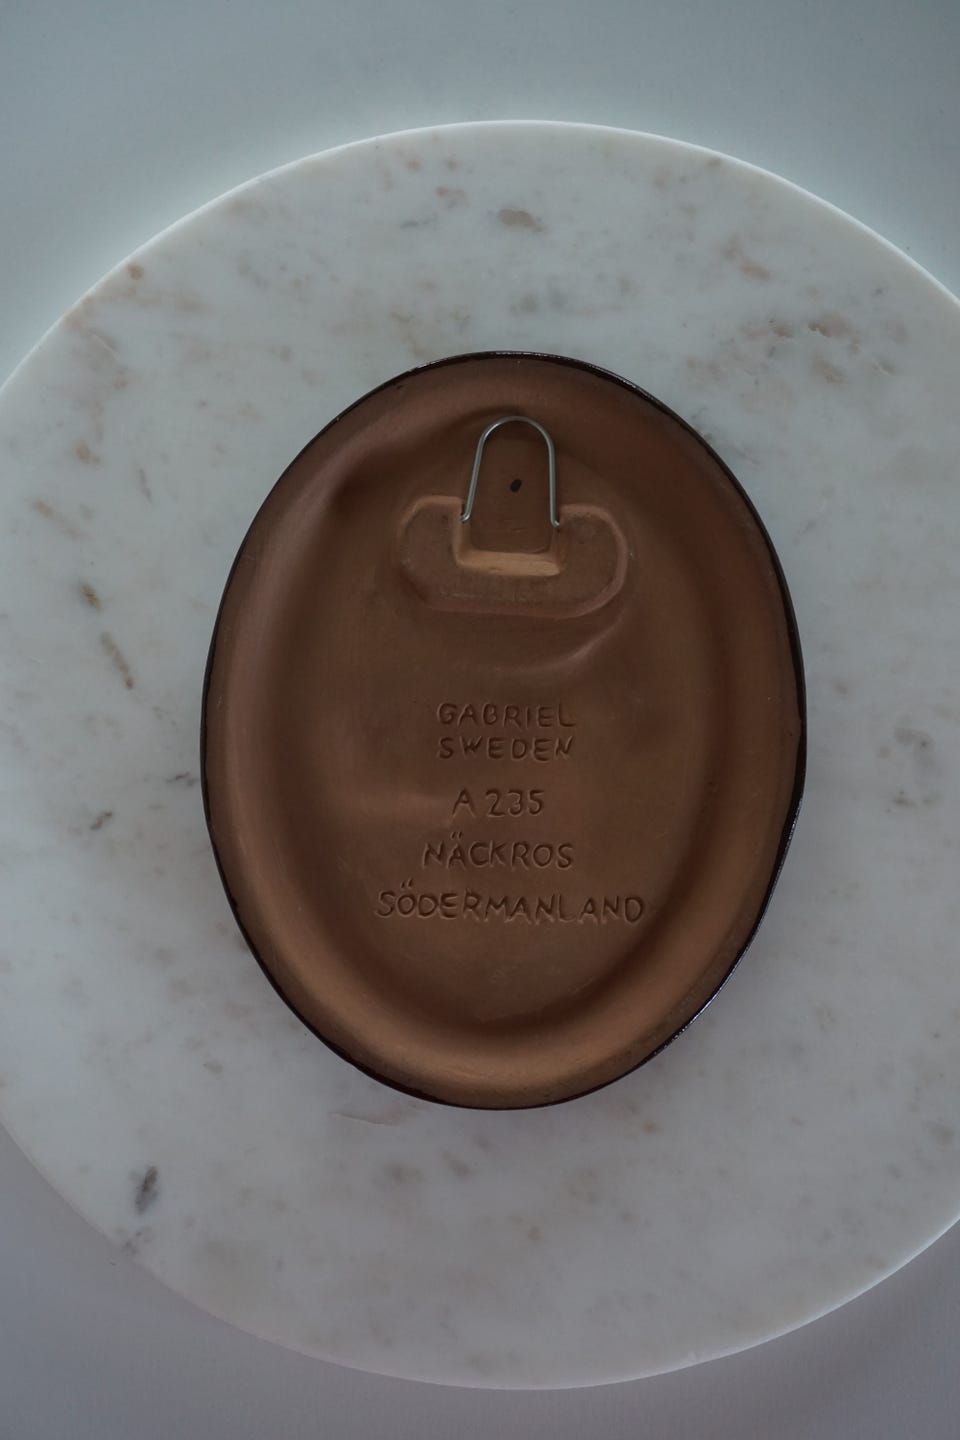 GABRIEL
SWEDEN
A 235
NÄCKROS
SÖDERMANLAND